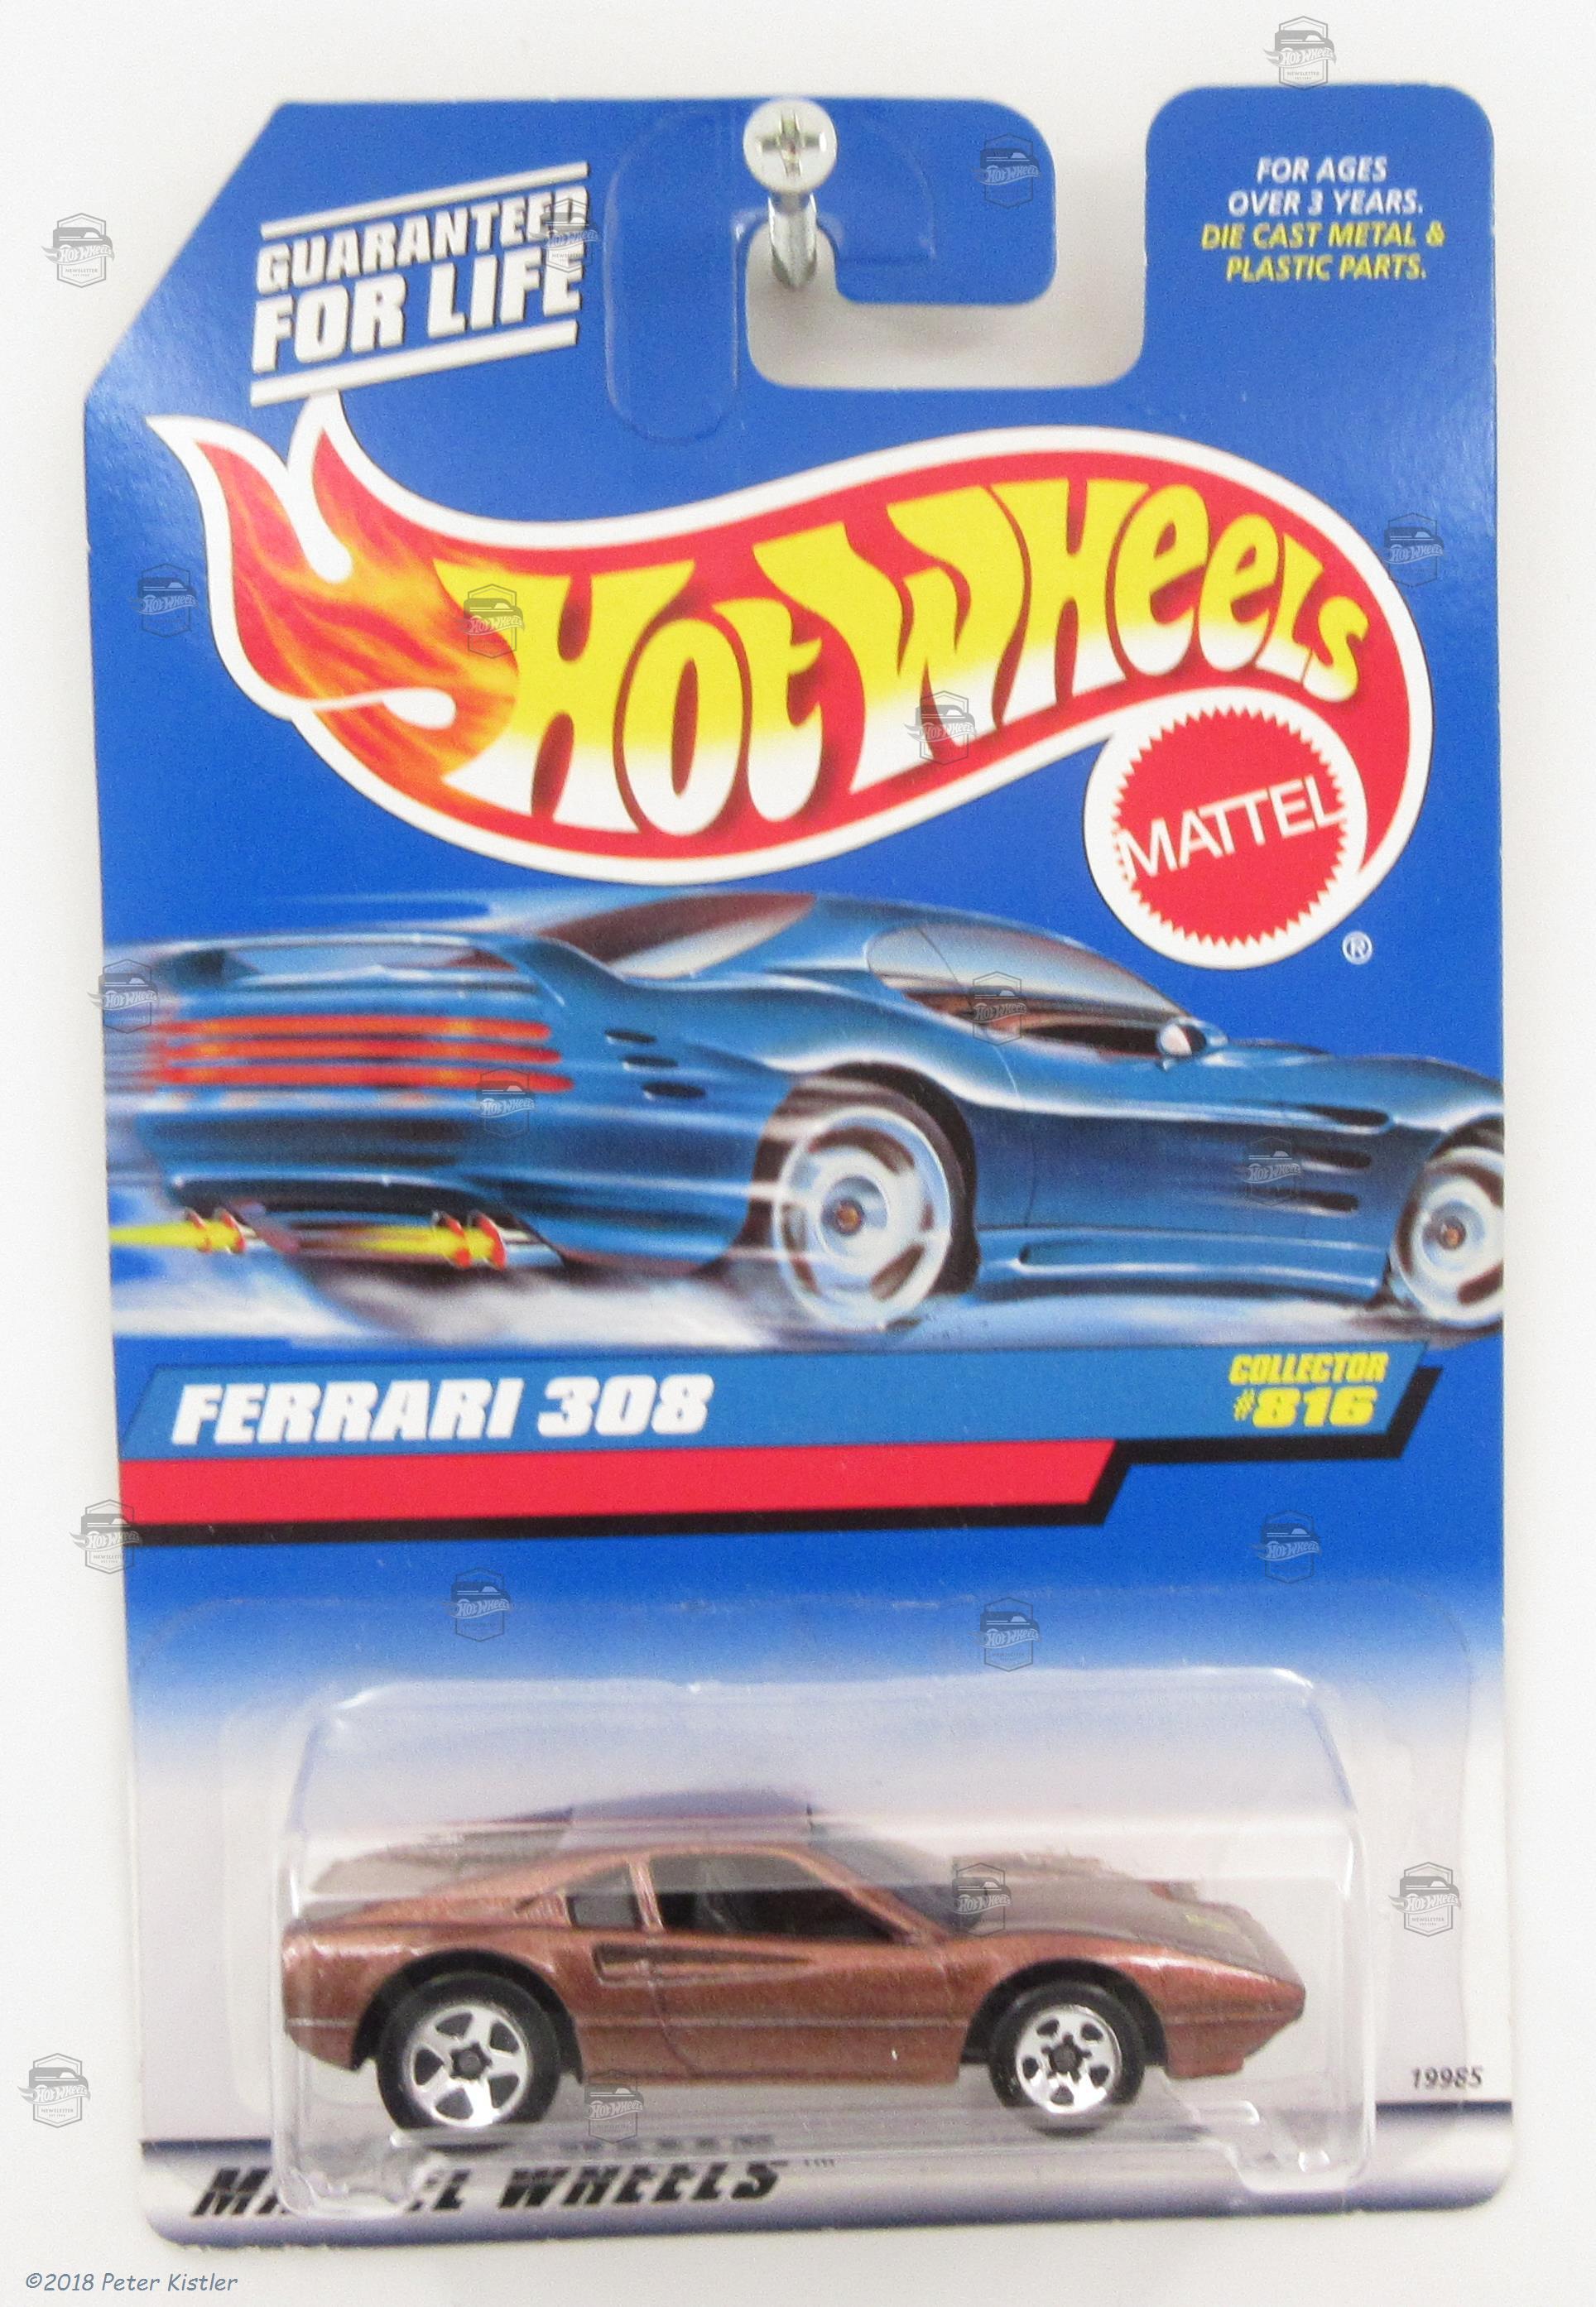 GUARANTEED
FOR LIFE
FOR AGES
OVER 3 YEARS.
DIE CAST METAL &
PLASTIC PARTS.
HOT WHEELS
MATTEL
®
FERRARI 308
COLLECTOR
#816
19985
WHEELS™
©2018 Peter Kistler